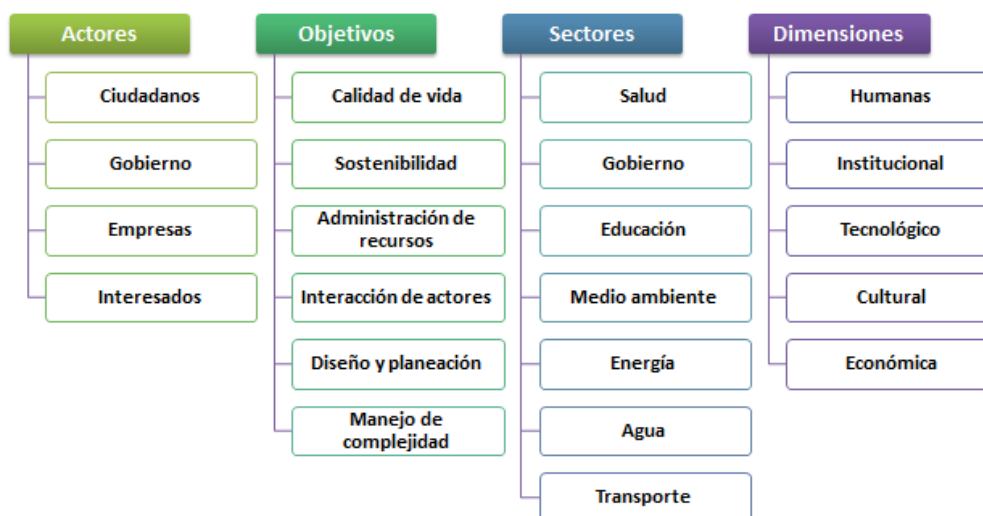 Actores
Ciudadanos
Gobierno
Empresas
Interesados
Objetivos
Calidad de vida
Sostenibilidad
Administración de
recursos
Interacción de actores
Diseño y planeación
Manejo de
complejidad
Sectores
Salud
Gobierno
Educación
Medio ambiente
Energía
Agua
Transporte
Dimensiones
Humanas
Institucional
Tecnológico
Cultural
Económica